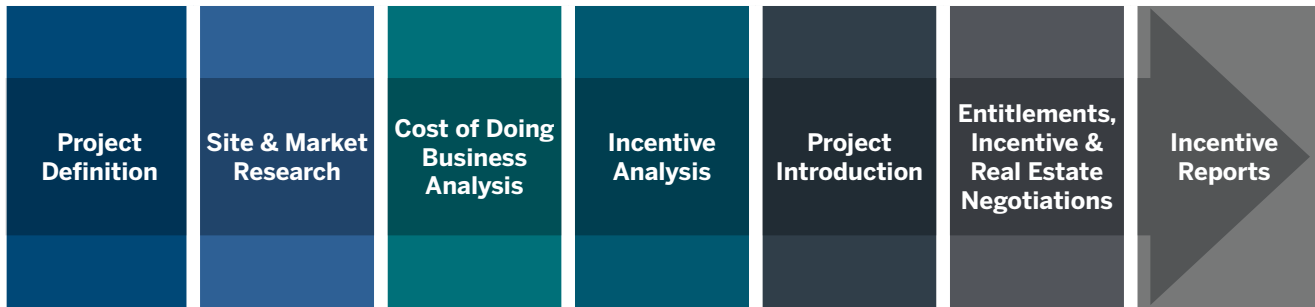 Project
Definition
Site & Market
Research
Cost of Doing
Business
Analysis
Incentive
Analysis
Project
Introduction
Entitlements,
Incentive &
Real Estate
Negotiations
Incentive
Reports